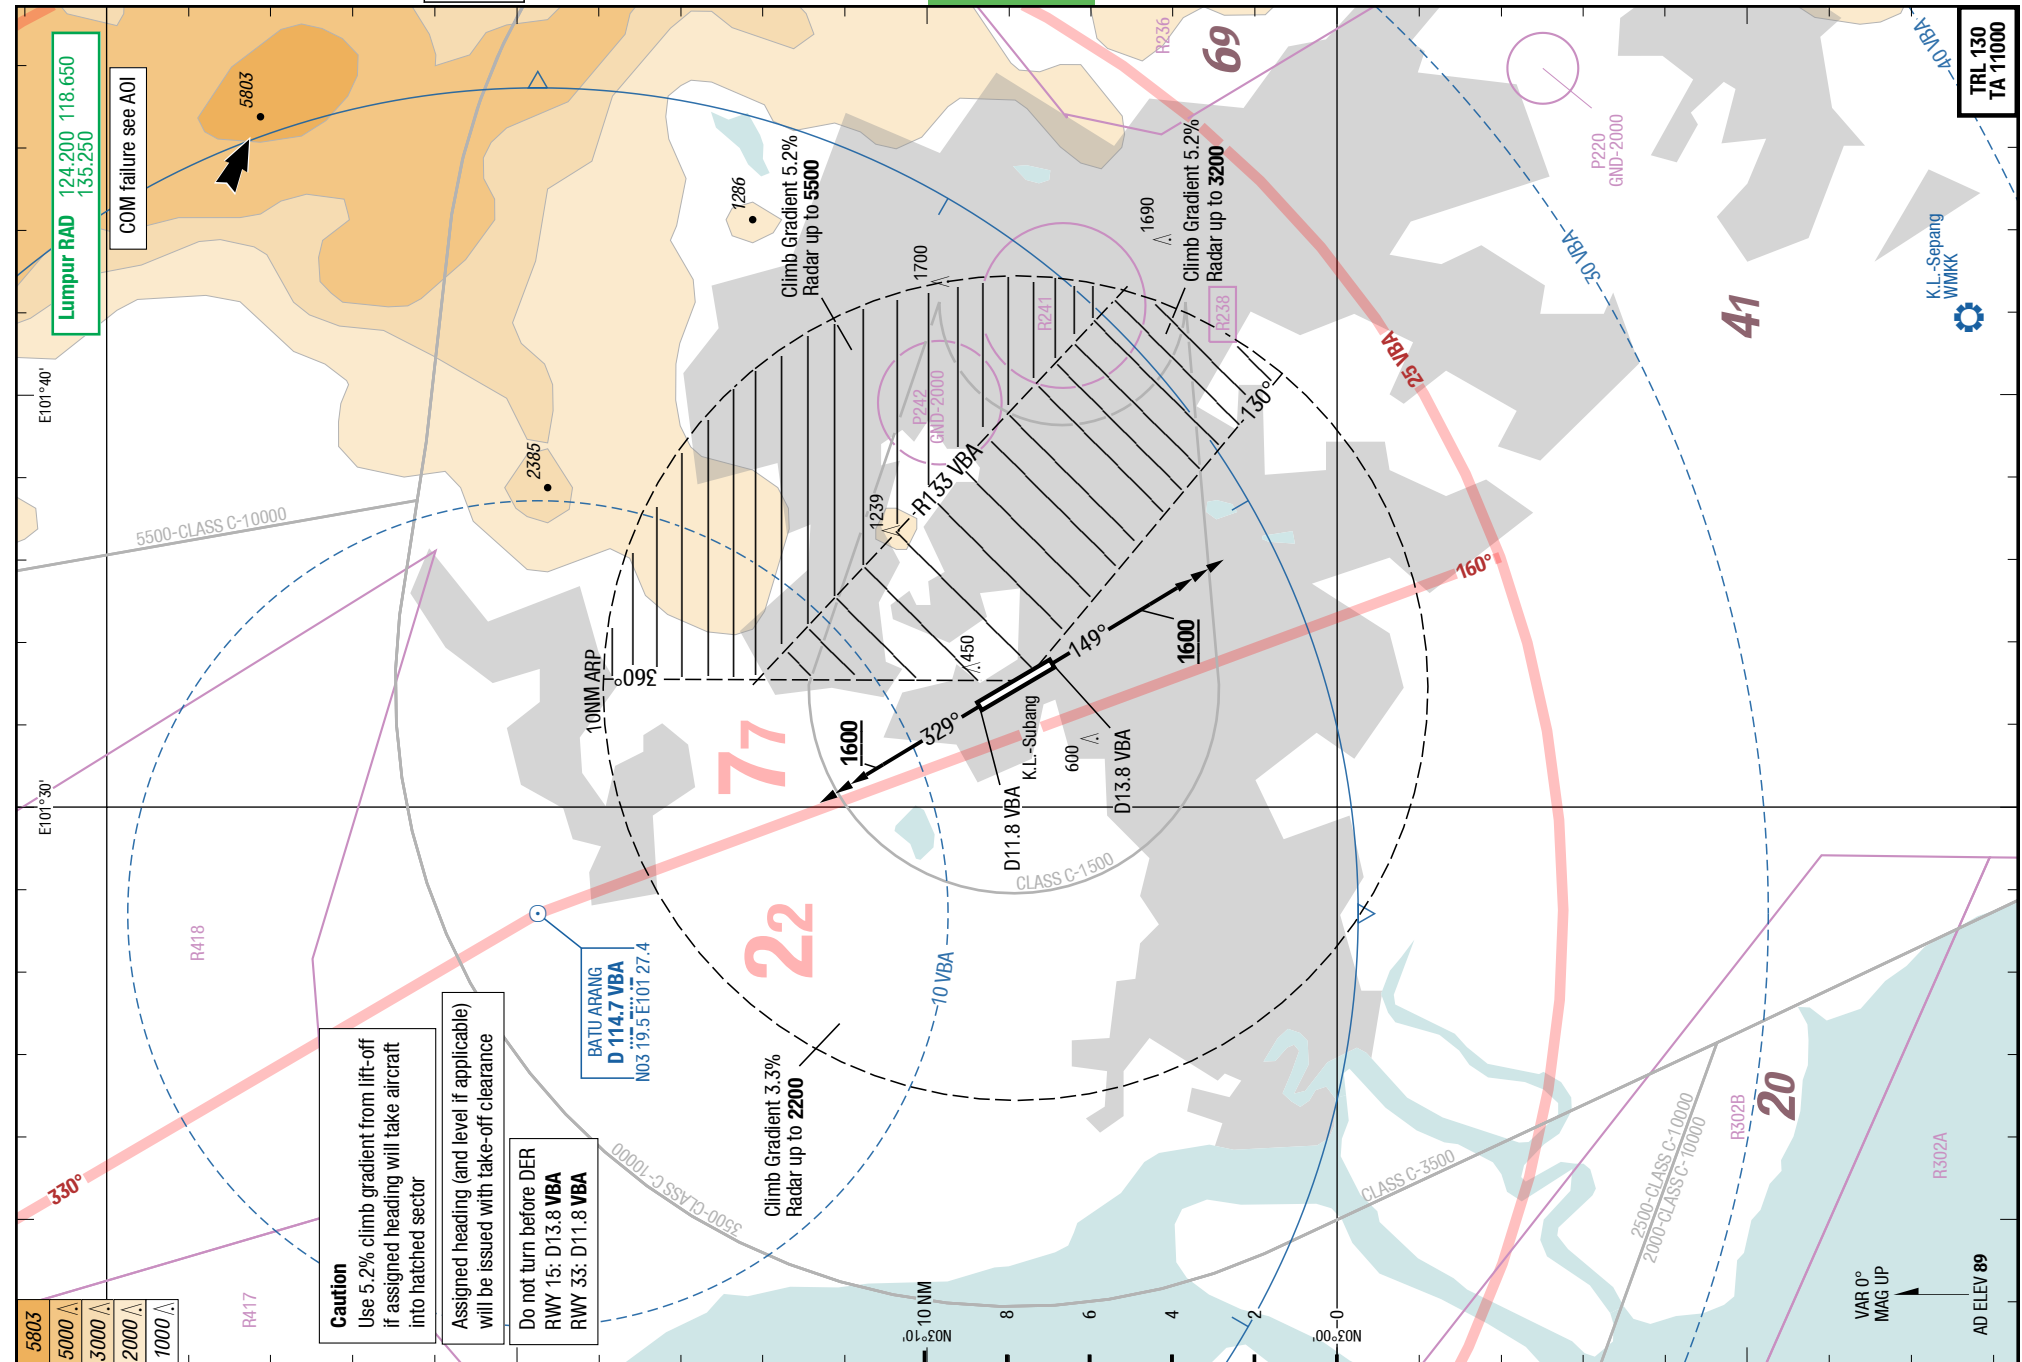 Lumpur RAD 124.200 118.650
135.250
COM failure see AOI
5803
5803
5000
3000
2000
1000
TRL 130
TA 11000
E101°40'
E101°30'
5500-CLASS C-10000
2385
1286
Climb Gradient 5.2%
Radar up to 5500
1700
1690
Climb Gradient 5.2%
Radar up to 3200
R236
69
P220
GND-2000
40 VBA
30 VBA
25 VBA
K.L.-Sepang
WMKK
41
R241
R238
P242
GND-2000
R133 VBA
130°
1239
450
10NM ARP
360°
149°
1600
160°
329°
1600
77
22
K.L.-Subang
600
D11.8 VBA
D13.8 VBA
CLASS C-1500
10 VBA
BATU ARANG
D 114.7 VBA
N03 19.5 E101 27.4
R418
R417
330°
Caution
Use 5.2% climb gradient from lift-off
if assigned heading will take aircraft
into hatched sector
Assigned heading (and level if applicable)
will be issued with take-off clearance
Do not turn before DER
RWY 15: D13.8 VBA
RWY 33: D11.8 VBA
3500-CLASS C-10000
Climb Gradient 3.3%
Radar up to 2200
CLASS C-3500
2500-CLASS C-10000
2000-CLASS C-10000
R302B
20
R302A
N03°10'
10 NM
8
6
4
2
0
N03°00'
VAR 0°
MAG UP
AD ELEV 89